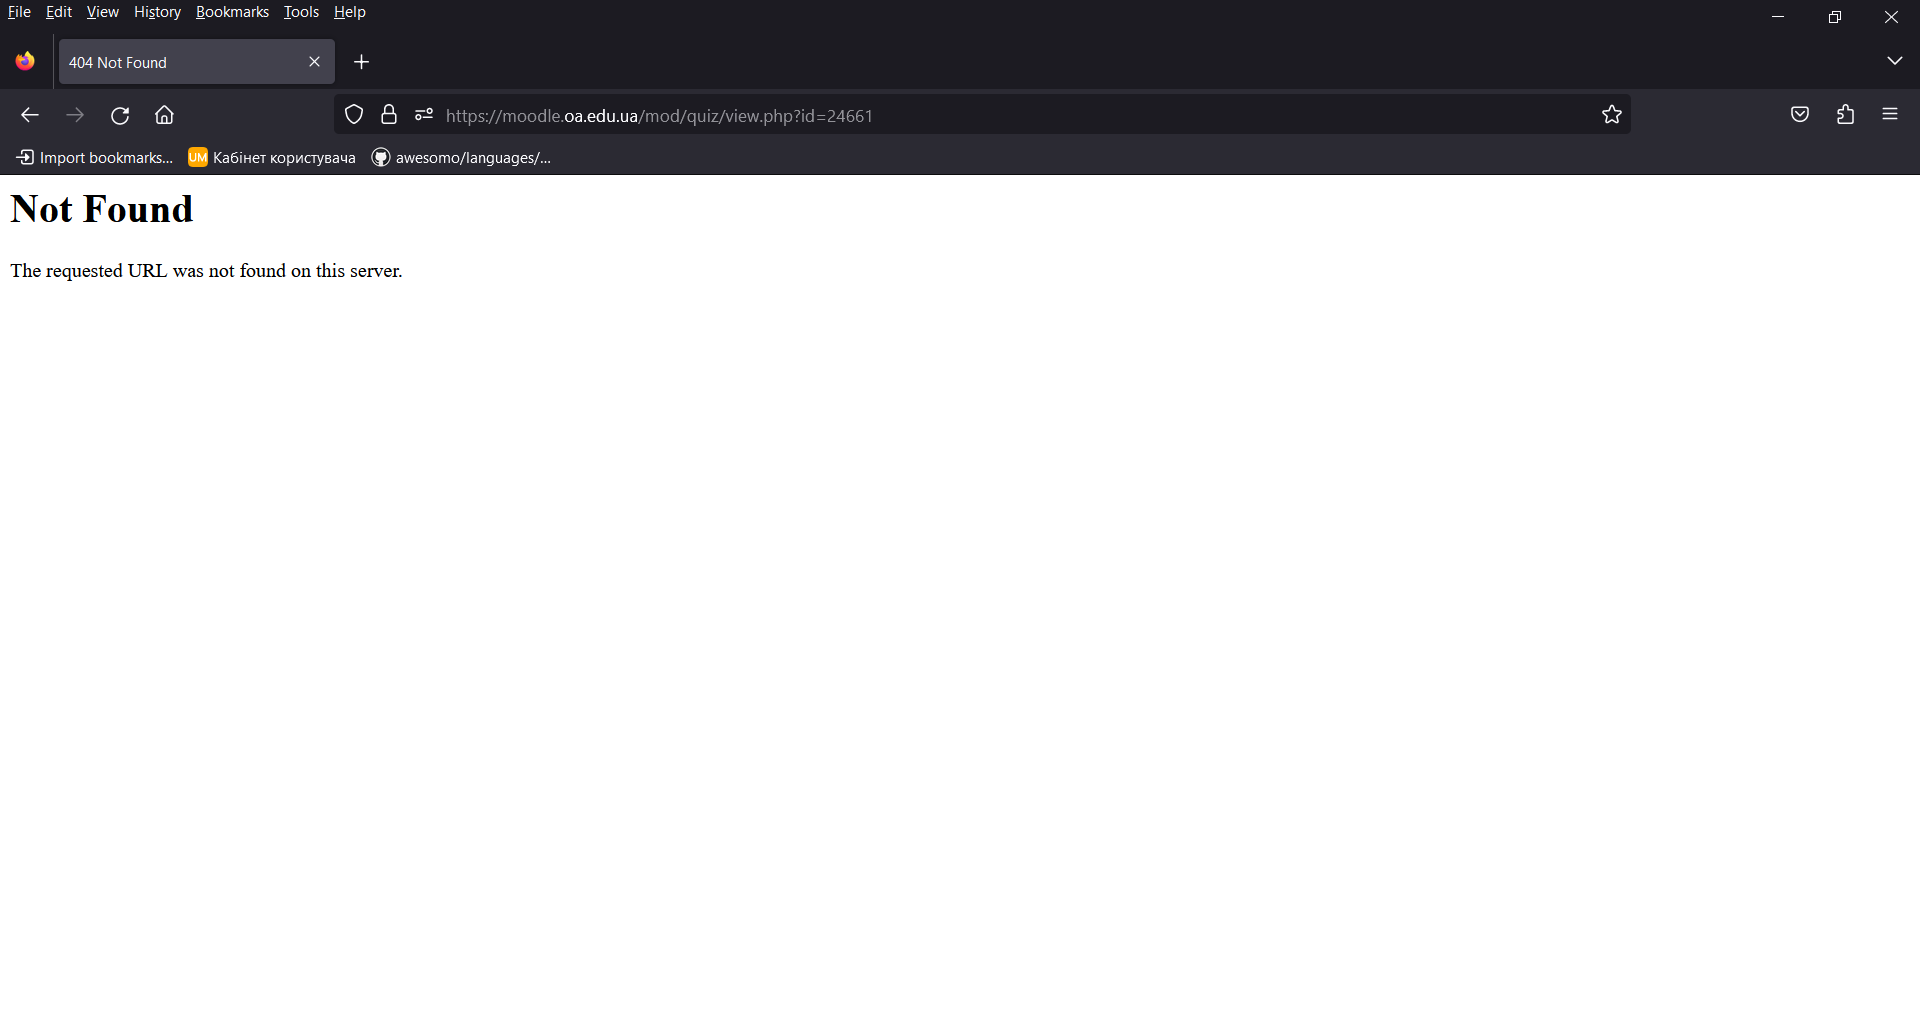 File Edit View History Bookmarks Tools Help
404 Not Found
https://moodle.oa.edu.ua/mod/quiz/view.php?id=24661
Import bookmarks... UM Кабінет користувача awesomo/languages/...
Not Found
The requested URL was not found on this server.